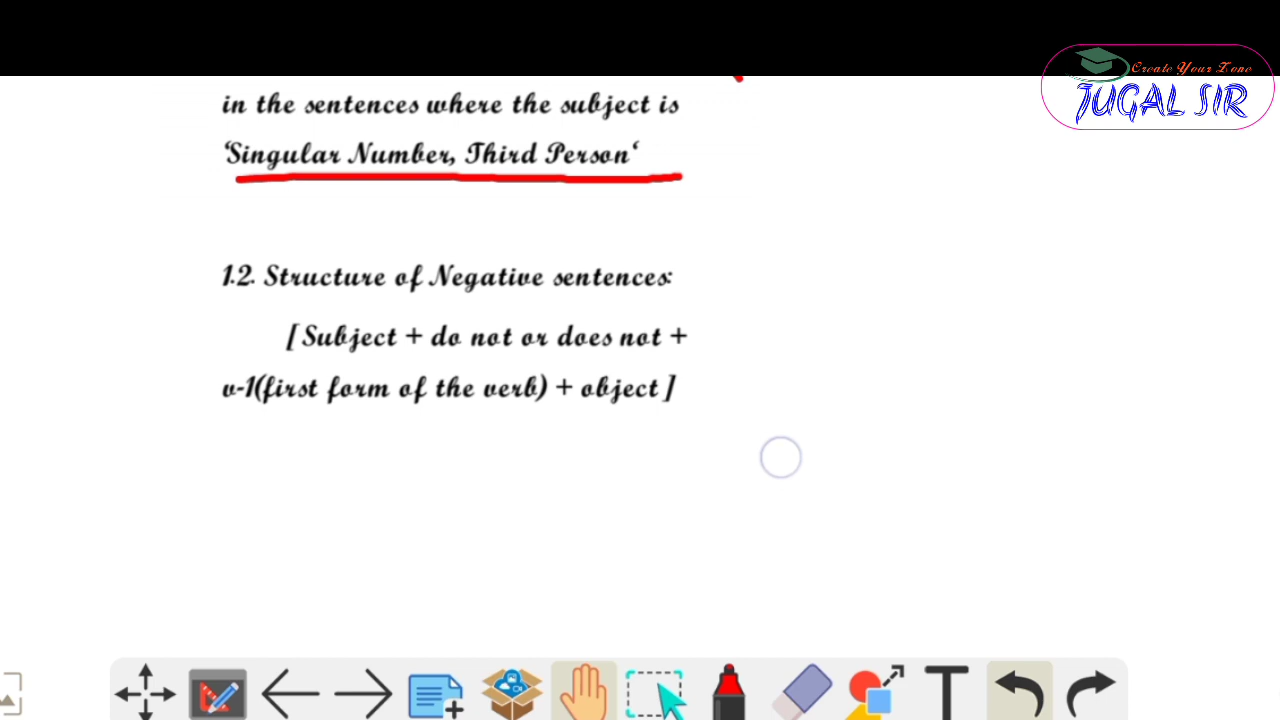 Create Your Zone
JUGAL SIR
in the sentences where the subject is
‘Singular Number, Third Person‘
1.2. Structure of Negative sentences:
[ Subject + do not or does not +
v-1(first form of the verb) + object ]
T